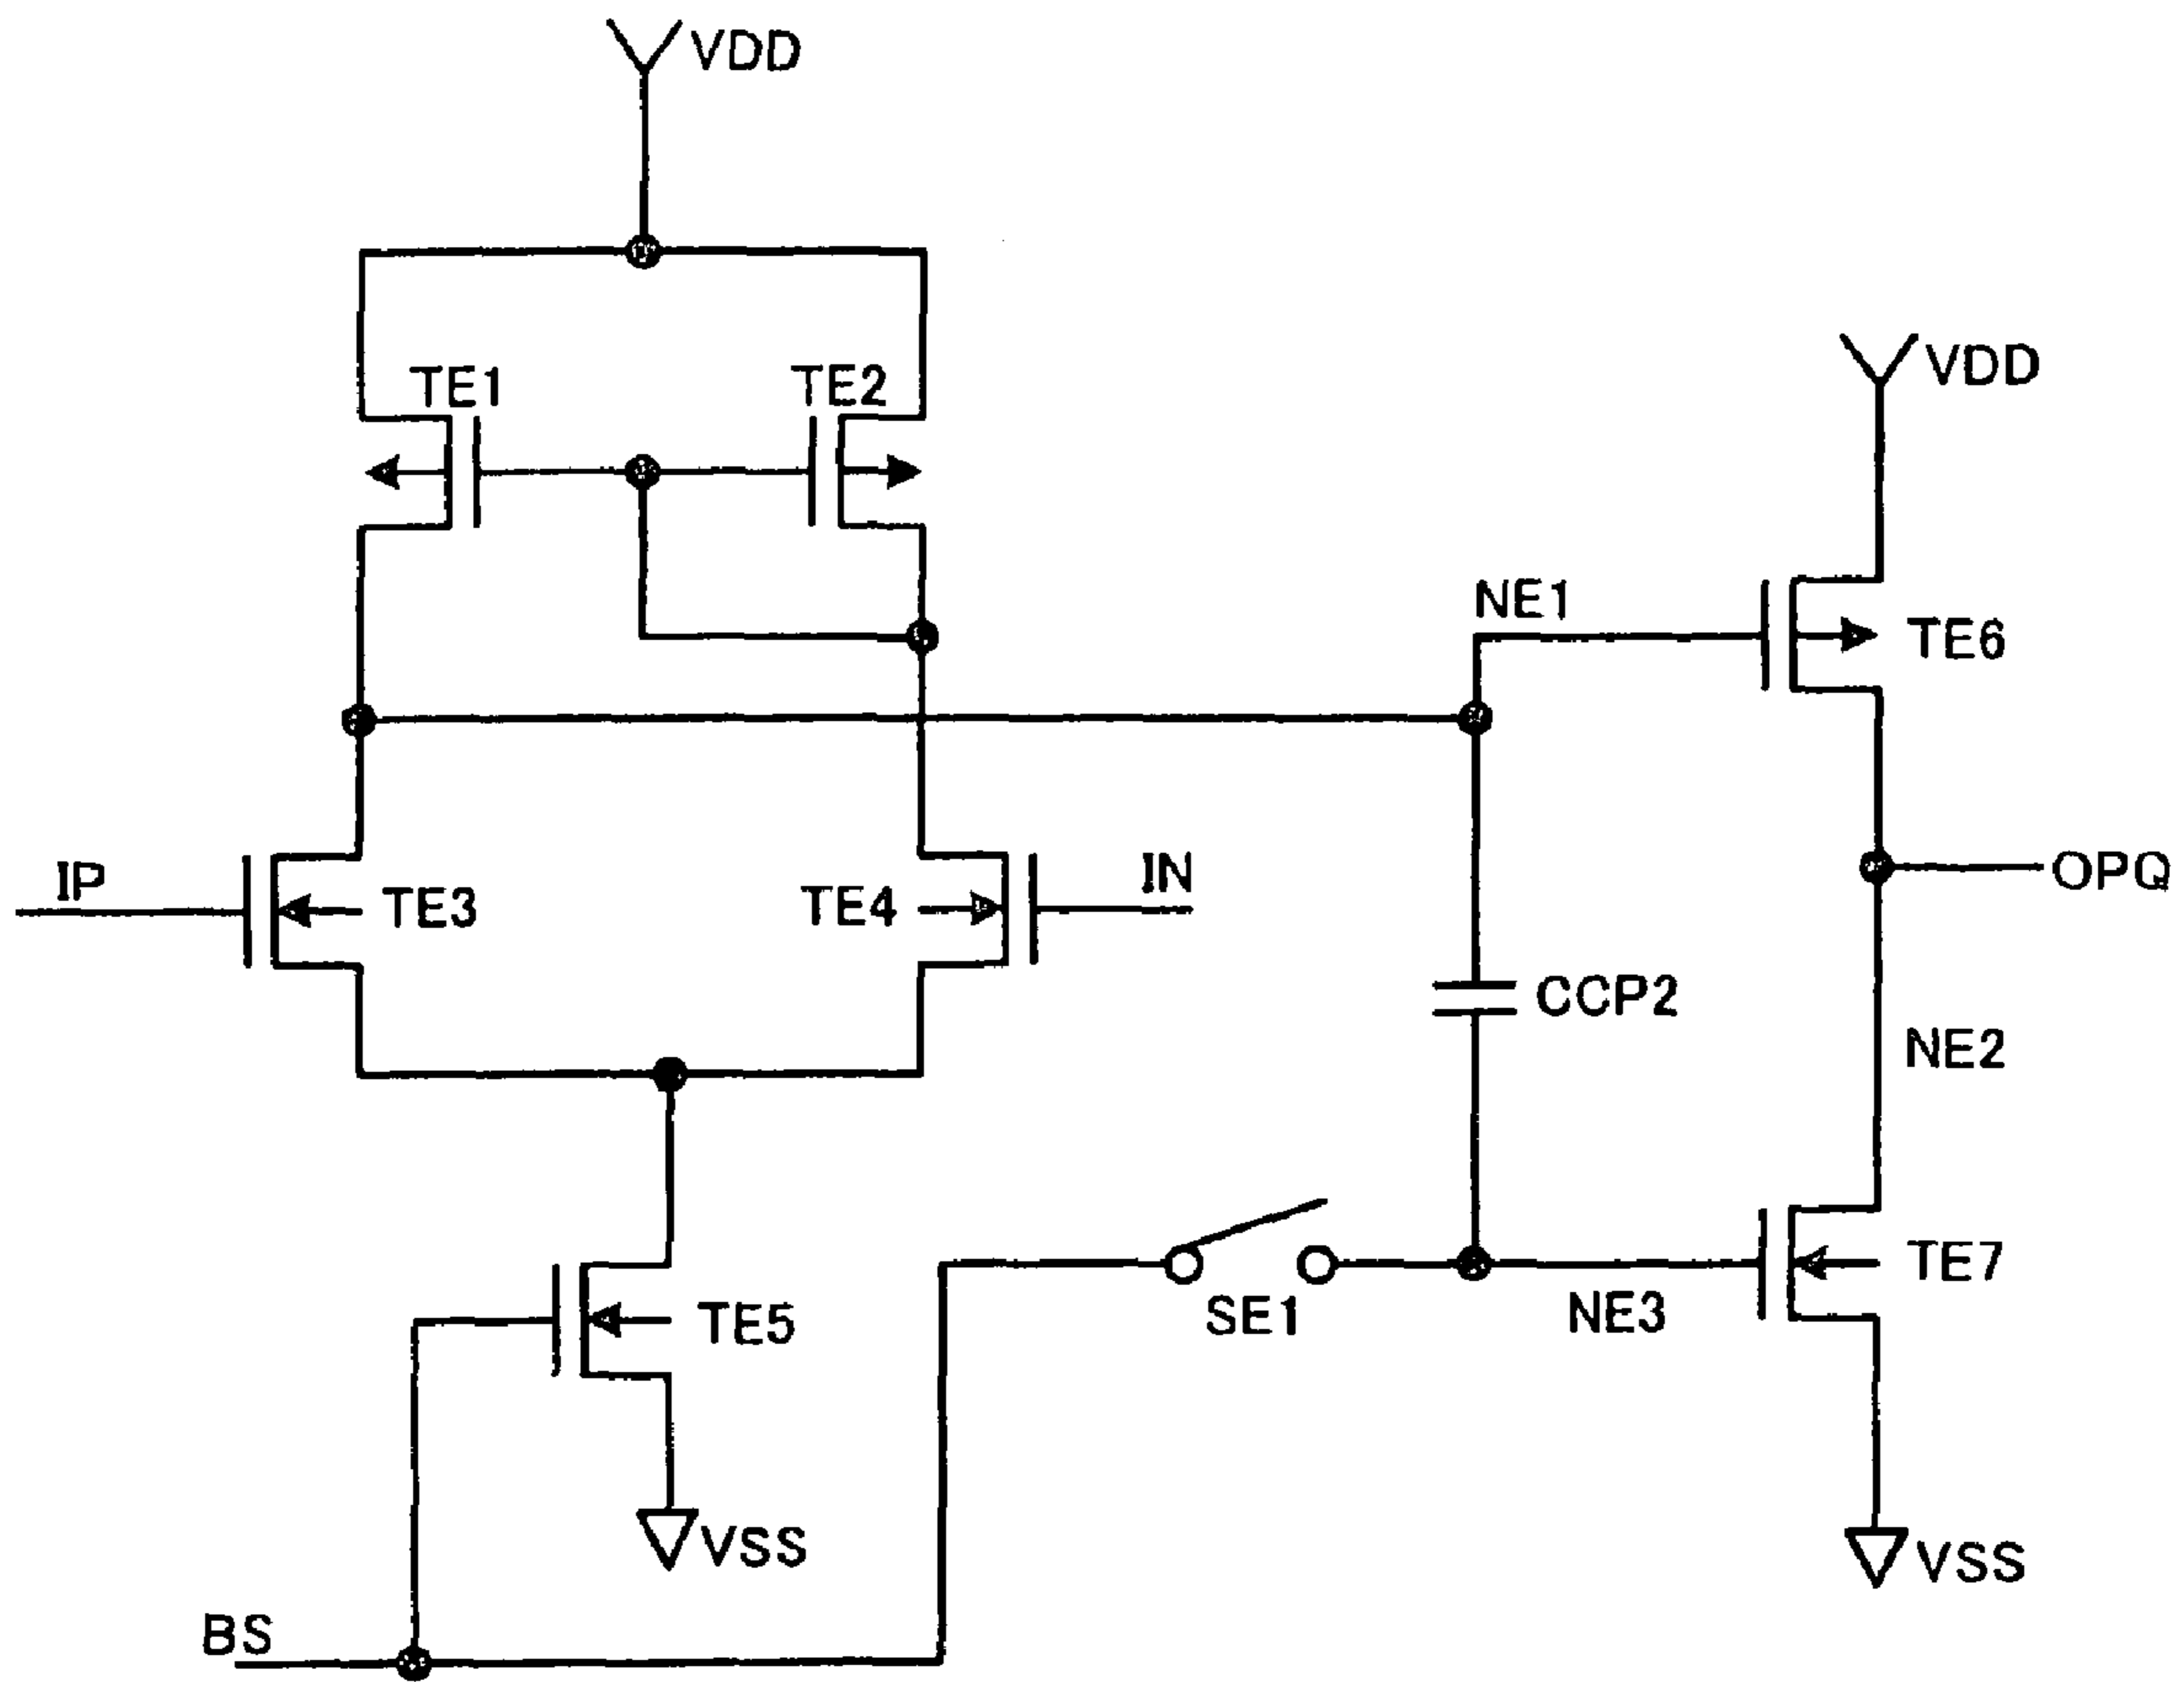 VDD
VDD
TE1
TE2
NE1
TE6
IP
TE3
TE4
IN
OPQ
CCP2
NE2
TE7
SE1
NE3
TE5
VSS
VSS
BS